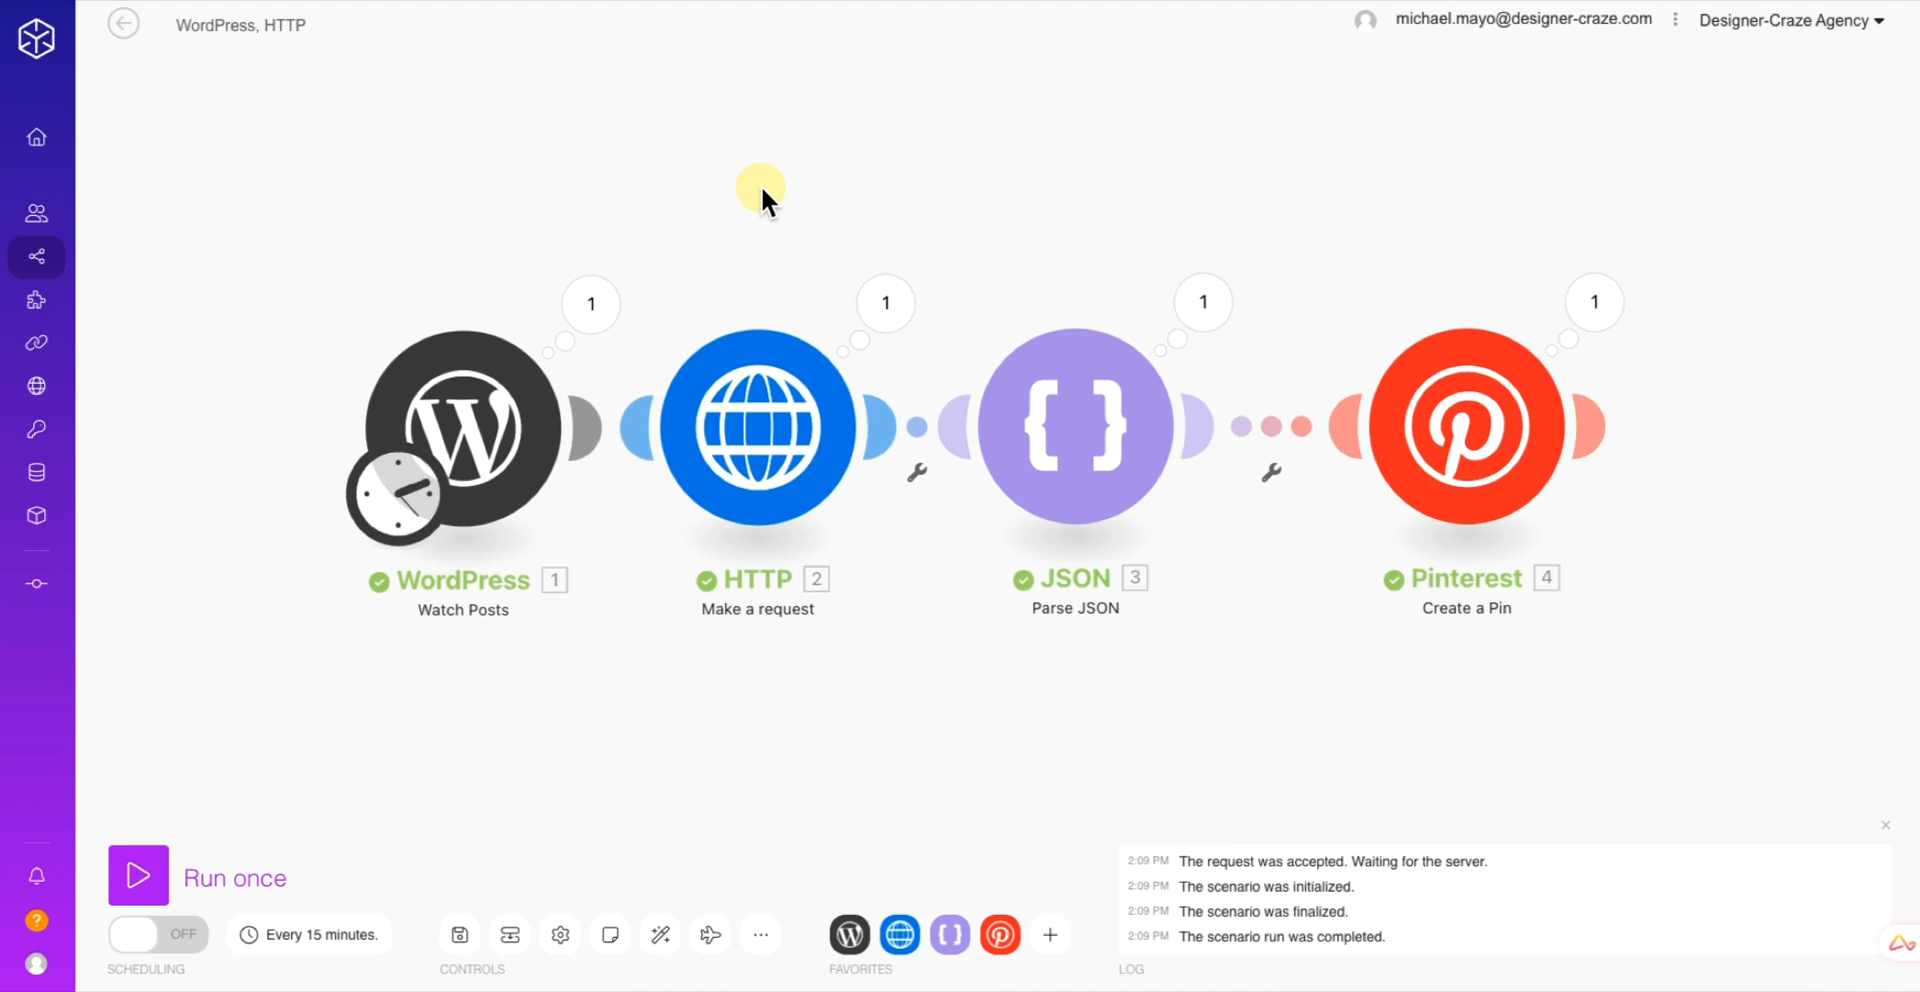 WordPress, HTTP
michael.mayo@designer-craze.com
Designer-Craze Agency
1
1
1
1
WordPress 1
Watch Posts
HTTP 2
Make a request
JSON 3
Parse JSON
Pinterest 4
Create a Pin
Run once
OFF
Every 15 minutes.
SCHEDULING
CONTROLS
FAVORITES
2:09 PM The request was accepted. Waiting for the server.
2:09 PM The scenario was initialized.
2:09 PM The scenario was finalized.
2:09 PM The scenario run was completed.
LOG